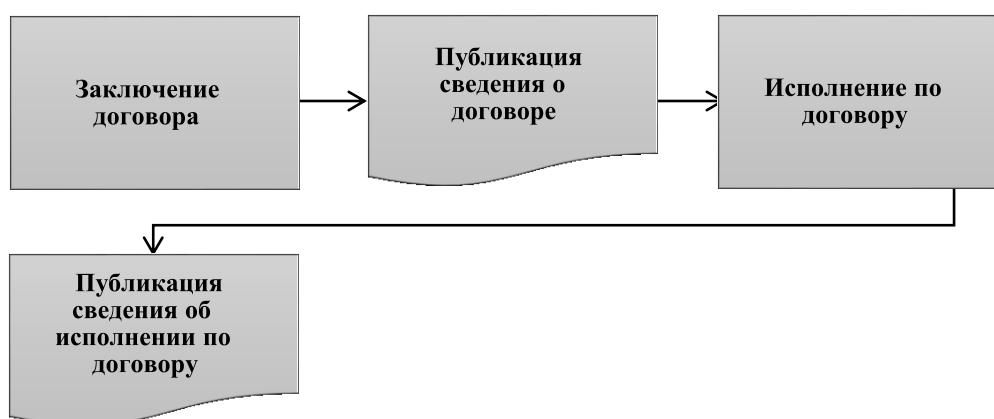 Заключение
договора
Публикация
сведения о
договоре
Исполнение по
договору
Публикация
сведения об
исполнении по
договору